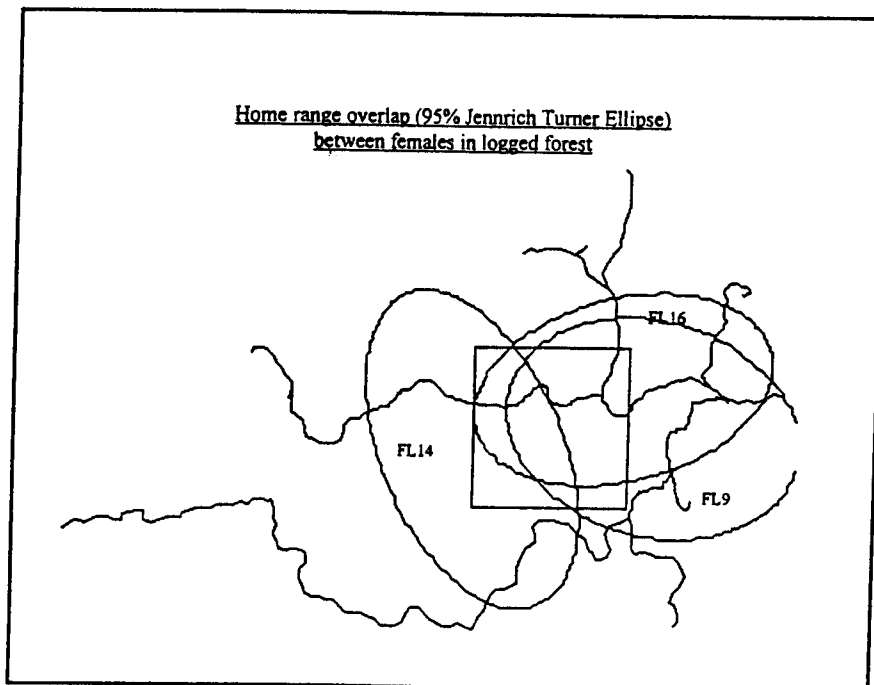 Home range overlap (95% Jennrich Turner Ellipse)
between females in logged forest
FL16
FL14
FL9